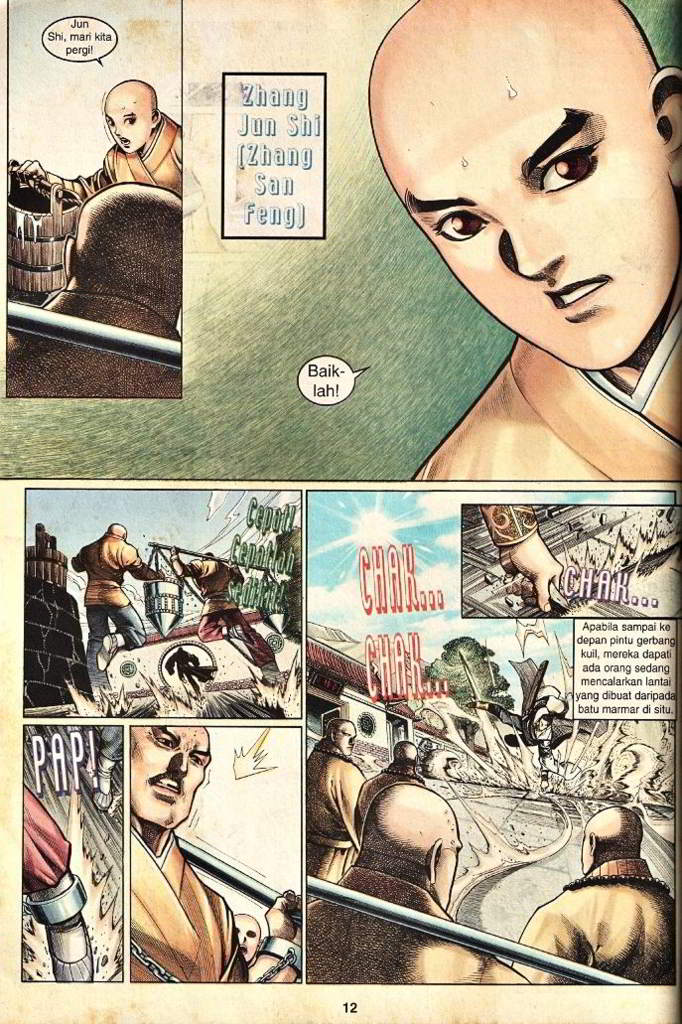 Jun
Shi, mari kita
pergi!
Zhang
Jun Shi
(Zhang
San
Feng)
Baik-
lah!
Cepat!
CHAK...
CHAK...
CHAK...
Apabila sampai ke
depan pintu gerbang
kuil, mereka dapati
ada orang sedang
mencalarkan lantai
yang dibuat daripada
batu marmar di situ.
PAP!
12